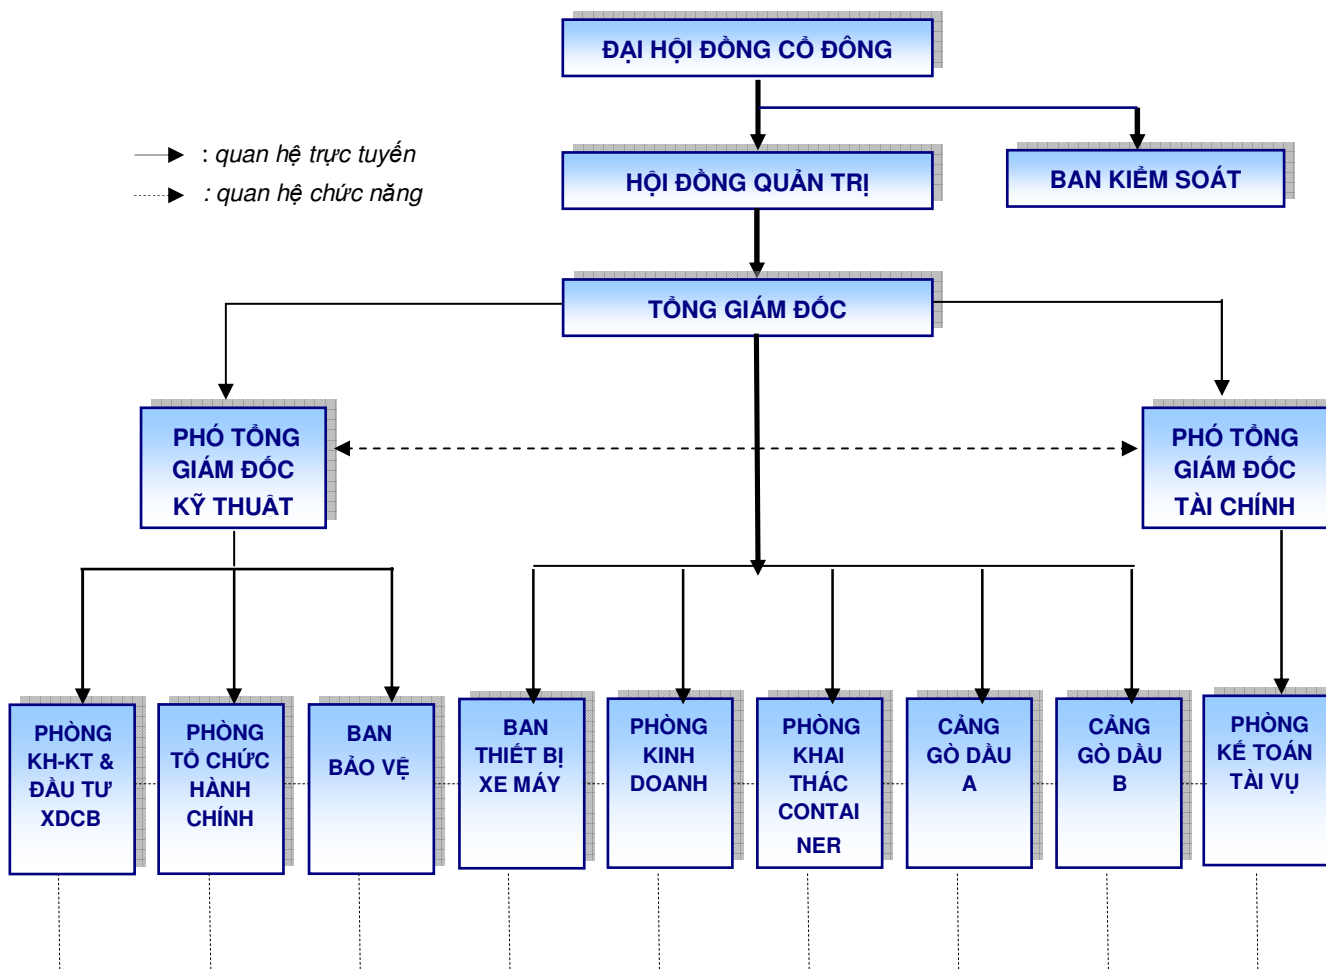 ĐẠI HỘI ĐỒNG CỔ ĐÔNG
: quan hệ trực tuyến
: quan hệ chức năng
HỘI ĐỒNG QUẢN TRỊ
BAN KIỂM SOÁT
TỔNG GIÁM ĐỐC
PHÓ TỔNG
GIÁM ĐỐC
KỸ THUẬT
PHÓ TỔNG
GIÁM ĐỐC
TÀI CHÍNH
PHÒNG
KH-KT &
ĐẦU TƯ
XDCB
PHÒNG
TỔ CHỨC
HÀNH
CHÍNH
BAN
BẢO VỆ
BAN
THIẾT BỊ
XE MÁY
PHÒNG
KINH
DOANH
PHÒNG
KHAI
THÁC
CONTAI
NER
CẢNG
GÒ DẦU
A
CẢNG
GÒ DẦU
B
PHÒNG
KẾ TOÁN
TÀI VỤ